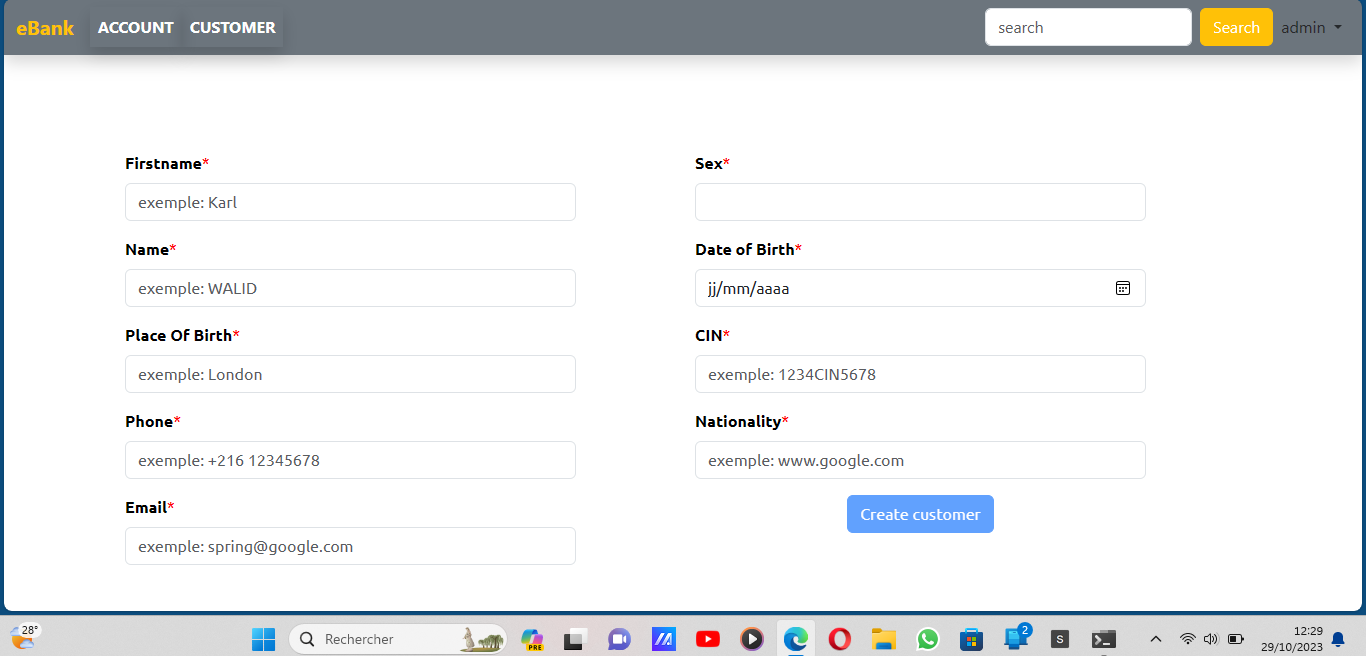 eBank ACCOUNT CUSTOMER search Search admin
Firstname* Sex*
exemple: Karl
Name* Date of Birth*
exemple: WALID jj/mm/aaaa
Place Of Birth* CIN*
exemple: London exemple: 1234CIN5678
Phone* Nationality*
exemple: +216 12345678 exemple: www.google.com
Email* Create customer
exemple: spring@google.com
28° Rechercher PRE 2 S 12:29
29/10/2023